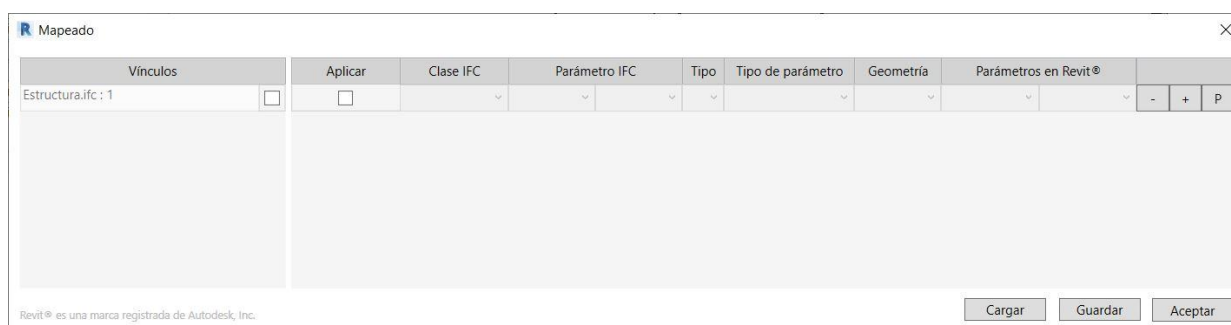 Mapeado
Vínculos Aplicar Clase IFC Parámetro IFC Tipo Tipo de parámetro Geometría Parámetros en Revit®
Estructura.ifc : 1 - + P
Revit® es una marca registrada de Autodesk, Inc. Cargar Guardar Aceptar